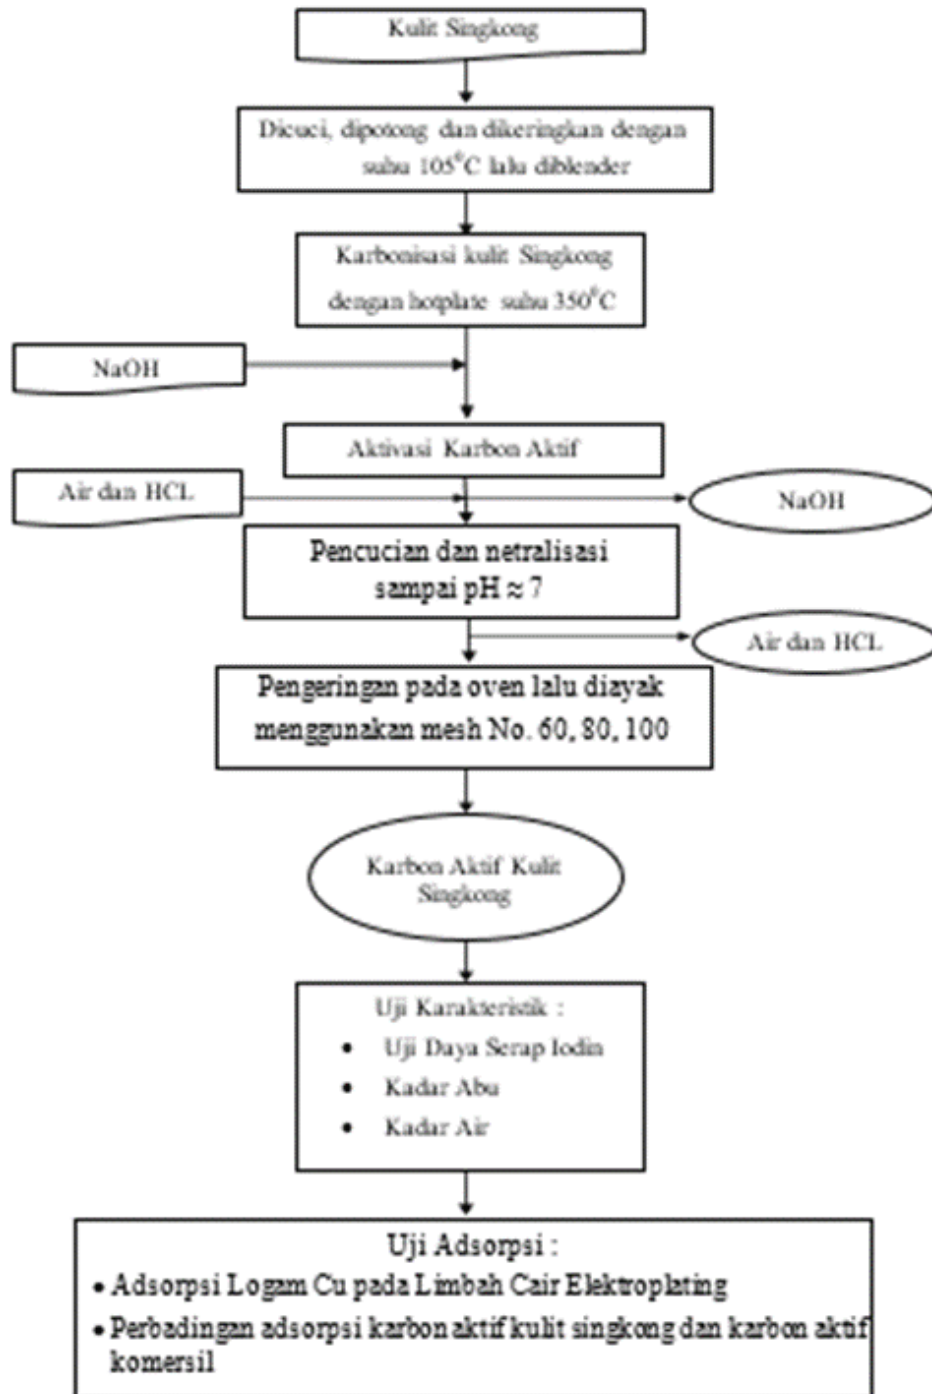 Kulit Singkong
Dicuci, dipotong dan dikeringkan dengan
suhu 105⁰C lalu diblender
Karbonisasi kulit Singkong
dengan hotplate suhu 350⁰C
NaOH
Aktivasi Karbon Aktif
Air dan HCL
NaOH
Pencucian dan netralisasi
sampai pH ≈ 7
Air dan HCL
Pengeringan pada oven lalu diayak
menggunakan mesh No. 60, 80, 100
Karbon Aktif Kulit
Singkong
Uji Karakteristik :
• Uji Daya Serap Iodin
• Kadar Abu
• Kadar Air
Uji Adsorpsi :
• Adsorpsi Logam Cu pada Limbah Cair Elektroplating
• Perbadingan adsorpsi karbon aktif kulit singkong dan karbon aktif
komersil